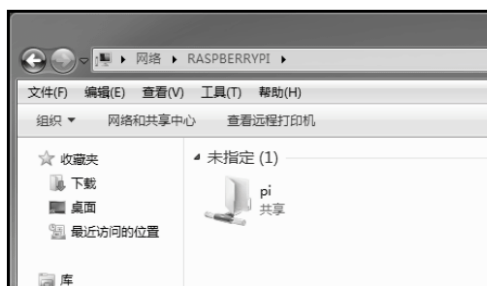 网络 RASPBERRYPI
文件(F) 编辑(E) 查看(V) 工具(T) 帮助(H)
组织 网络和共享中心 查看远程打印机
收藏夹
下载
桌面
最近访问的位置
库
未指定 (1)
pi
共享